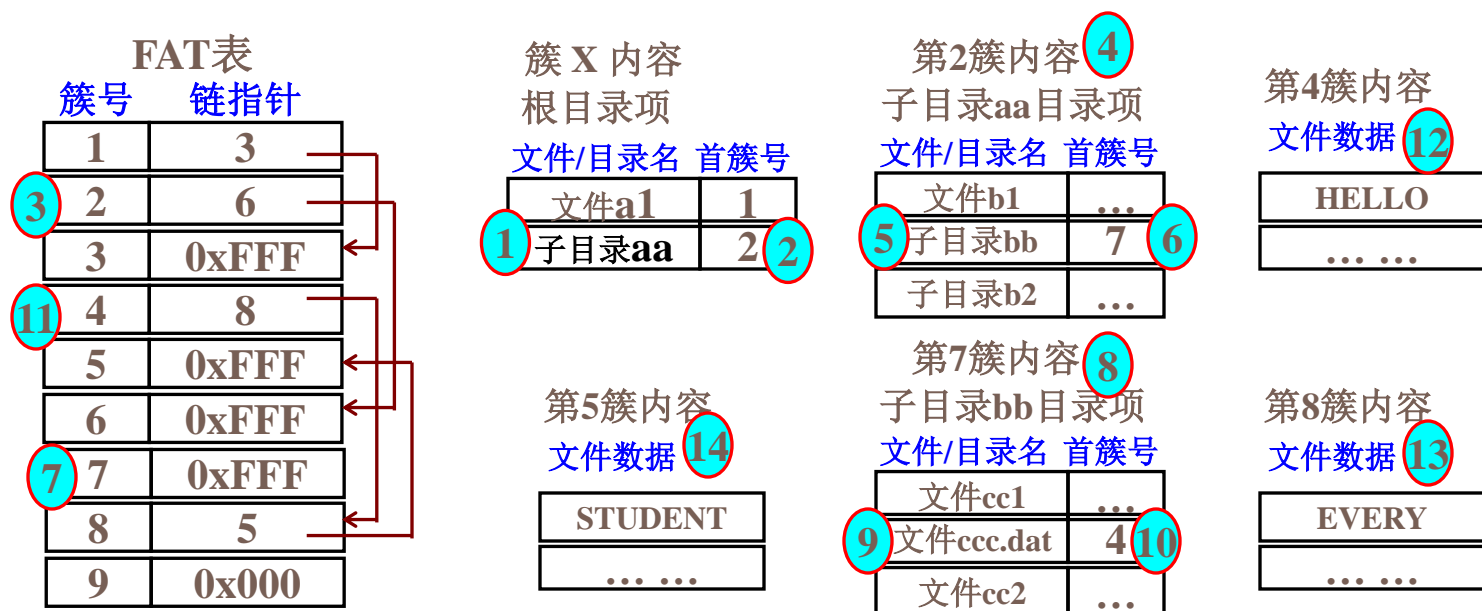 FAT表
簇号 链指针
1 3
3 2 6
3 0xFFF
11 4 8
5 0xFFF
6 0xFFF
7 7 0xFFF
8 5
9 0x000
簇 X 内容
根目录项
文件/目录名 首簇号
文件a1 1
1 子目录aa 2 2
第2簇内容 4
子目录aa目录项
文件/目录名 首簇号
文件b1 …
5 子目录bb 7 6
子目录b2 …
第4簇内容
文件数据 12
HELLO
… …
第5簇内容
文件数据 14
STUDENT
… …
第7簇内容 8
子目录bb目录项
文件/目录名 首簇号
文件cc1 …
9 文件ccc.dat 4 10
文件cc2 …
第8簇内容
文件数据 13
EVERY
… …